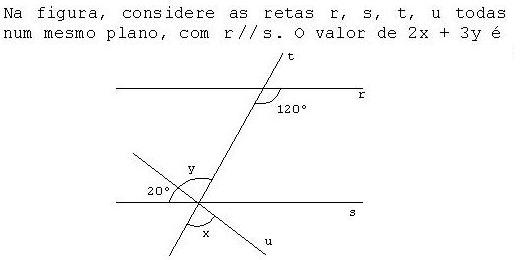 Na figura, considere as retas r, s, t, u todas
num mesmo plano, com r//s. O valor de 2x + 3y é
t
r
120°
y
20°
s
x
u